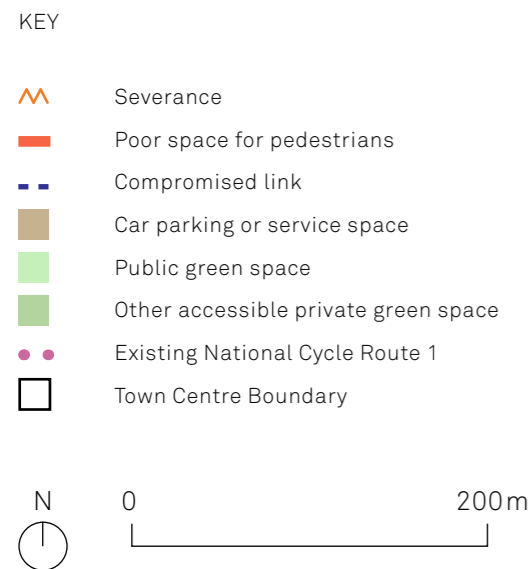 KEY
Severance
Poor space for pedestrians
Compromised link
Car parking or service space
Public green space
Other accessible private green space
Existing National Cycle Route 1
Town Centre Boundary
N 0 200 m